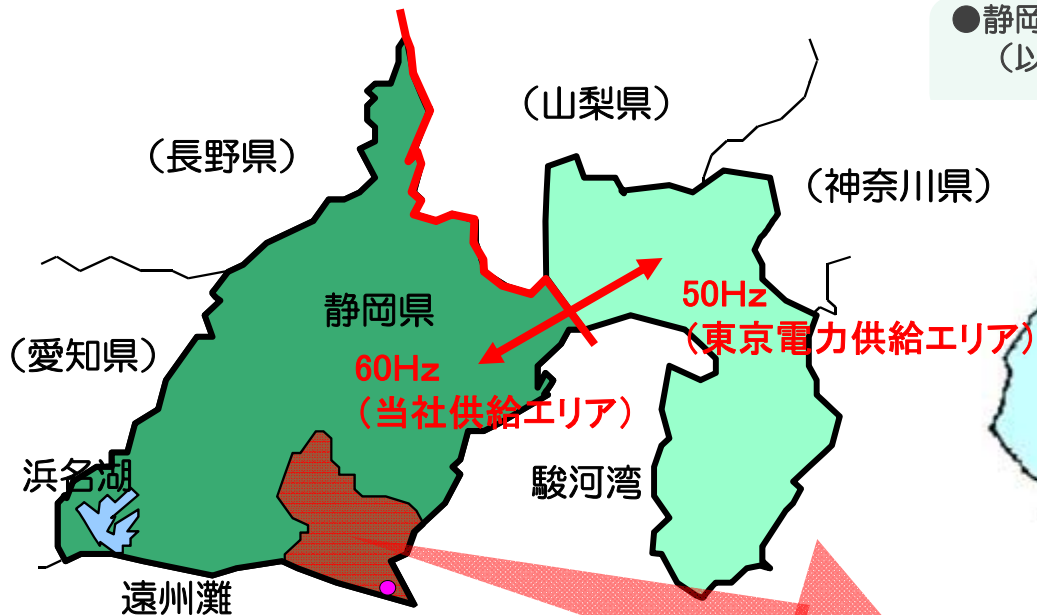 ●静岡
(以
（山梨県）
（長野県）
（神奈川県）
静岡県
50Hz
（東京電力供給エリア）
（愛知県）
60Hz
（当社供給エリア）
浜名湖
駿河湾
遠州灘